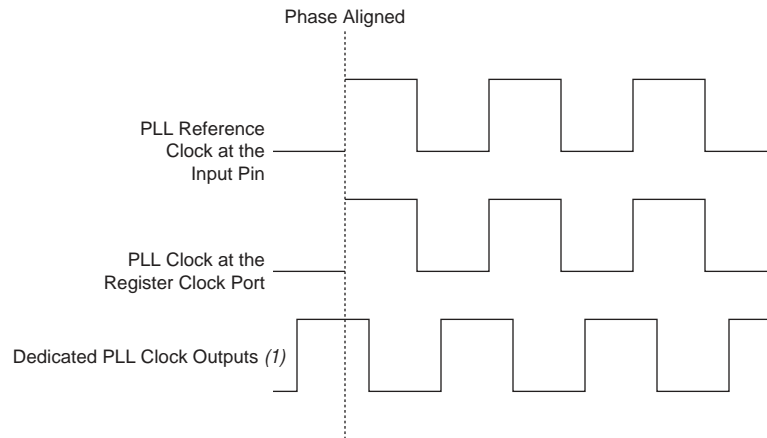 Phase Aligned
PLL Reference
Clock at the
Input Pin
PLL Clock at the
Register Clock Port
Dedicated PLL Clock Outputs (1)